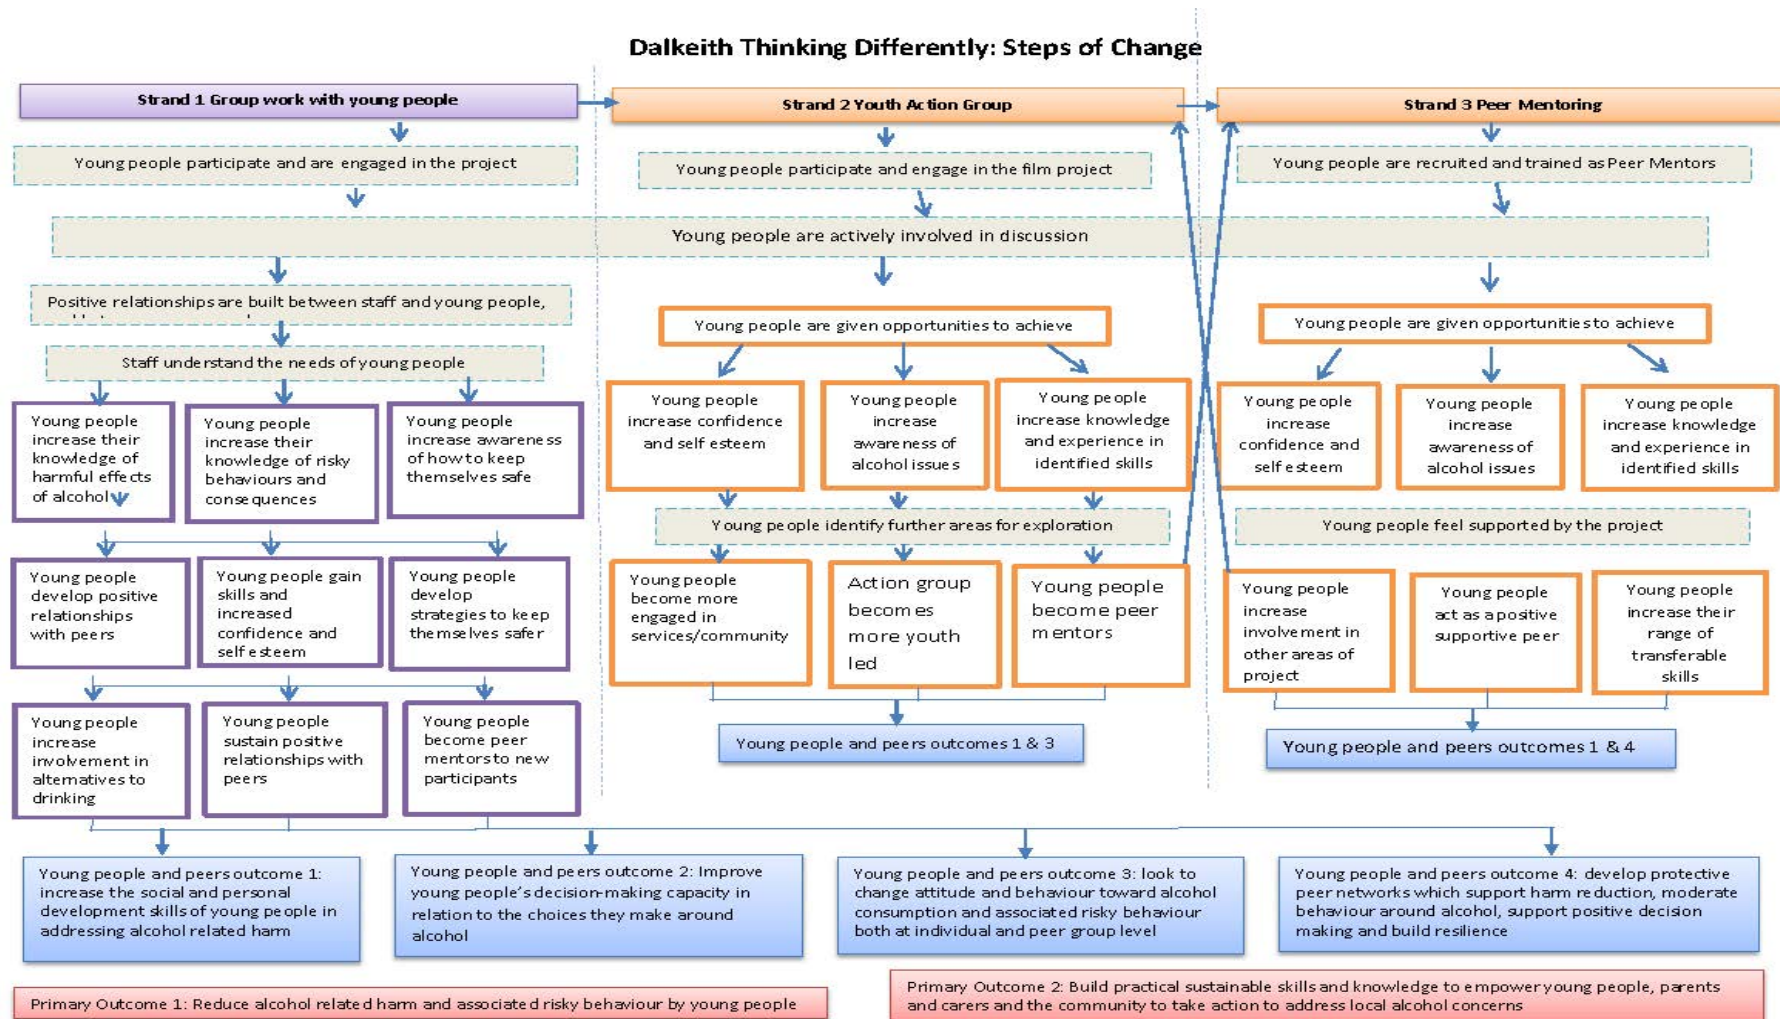 Dalkeith Thinking Differently: Steps of Change
Strand 1 Group work with young people
Strand 2 Youth Action Group
Strand 3 Peer Mentoring
Young people participate and are engaged in the project
Young people participate and engage in the film project
Young people are recruited and trained as Peer Mentors
Young people are actively involved in discussion
Positive relationships are built between staff and young people,
Staff understand the needs of young people
Young people
increase their
knowledge of
harmful effects
of alcohol
Young people
increase their
knowledge of risky
behaviours and
consequences
Young people
increase awareness
of how to keep
themselves safe
Young people
develop positive
relationships
with peers
Young people gain
skills and
increased
confidence and
self esteem
Young people
develop
strategies to keep
themselves safer
Young people
increase
involvement in
alternatives to
drinking
Young people
sustain positive
relationships with
peers
Young people
become peer
mentors to new
participants
Young people are given opportunities to achieve
Young people
increase confidence
and self esteem
Young people
increase
awareness of
alcohol issues
Young people
increase knowledge
and experience in
identified skills
Young people identify further areas for exploration
Young people
become more
engaged in
services/community
Action group
becomes
more youth
led
Young people
become peer
mentors
Young people and peers outcomes 1 & 3
Young people are given opportunities to achieve
Young people
increase
confidence and
self esteem
Young people
increase
awareness of
alcohol issues
Young people
increase knowledge
and experience in
identified skills
Young people feel supported by the project
Young people
increase
involvement in
other areas of
project
Young people
act as a positive
supportive peer
Young people
increase their
range of
transferable
skills
Young people and peers outcomes 1 & 4
Young people and peers outcome 1:
increase the social and personal
development skills of young people in
addressing alcohol related harm
Young people and peers outcome 2: Improve
young people's decision-making capacity in
relation to the choices they make around
alcohol
Young people and peers outcome 3: look to
change attitude and behaviour toward alcohol
consumption and associated risky behaviour
both at individual and peer group level
Young people and peers outcome 4: develop protective
peer networks which support harm reduction, moderate
behaviour around alcohol, support positive decision
making and build resilience
Primary Outcome 1: Reduce alcohol related harm and associated risky behaviour by young people
Primary Outcome 2: Build practical sustainable skills and knowledge to empower young people, parents
and carers and the community to take action to address local alcohol concerns